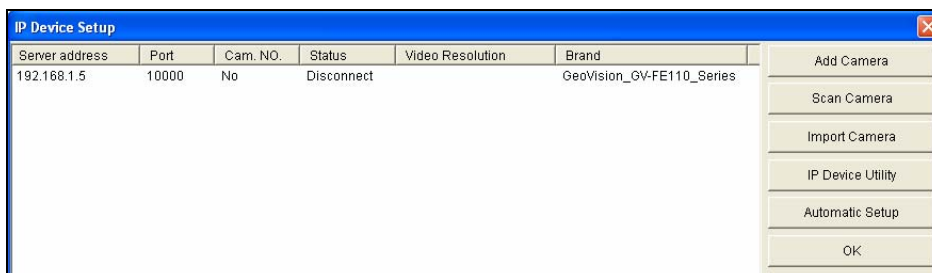 IP Device Setup
Server address Port Cam. NO. Status Video Resolution Brand
192.168.1.5 10000 No Disconnect GeoVision_GV-FE110_Series
Add Camera
Scan Camera
Import Camera
IP Device Utility
Automatic Setup
OK